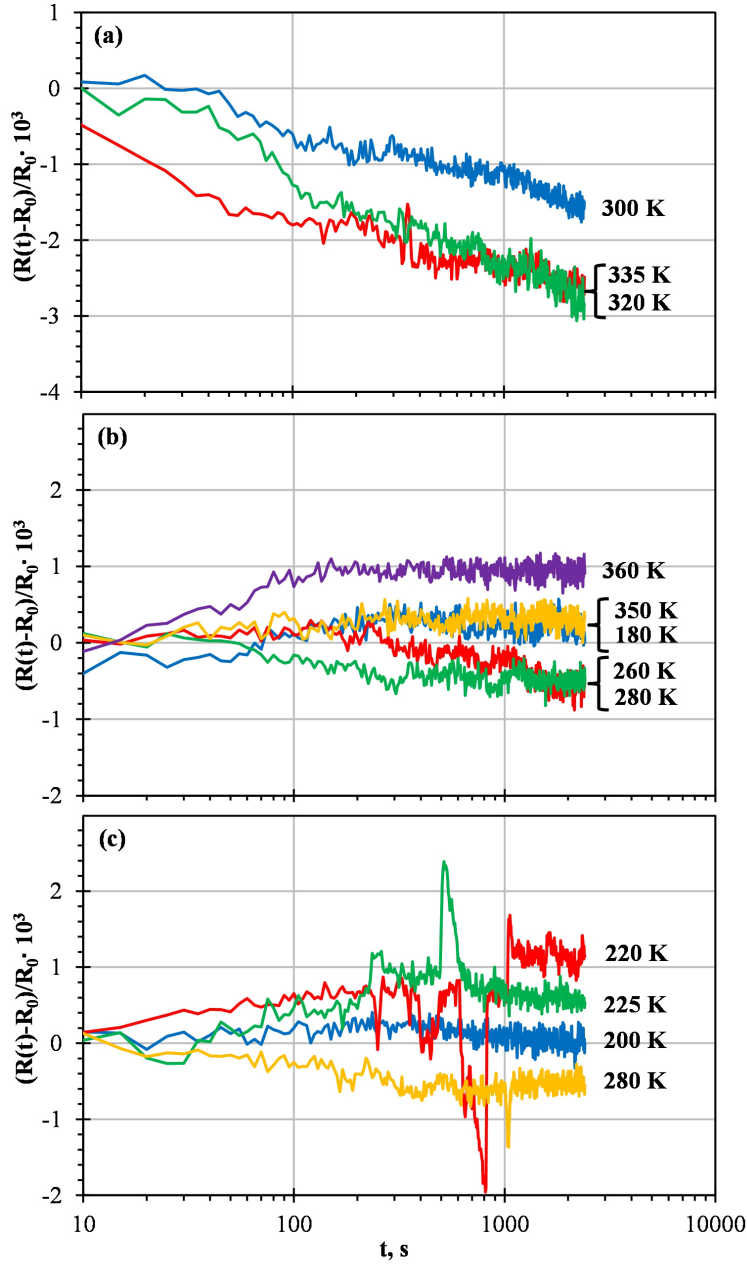 (a)
1
0
-1
-2
-3
-4
(R(t)-R₀)/R₀· 10³
300 K
335 K
320 K
(b)
2
1
0
-1
-2
(R(t)-R₀)/R₀· 10³
360 K
350 K
180 K
260 K
280 K
(c)
2
1
0
-1
-2
(R(t)-R₀)/R₀· 10³
220 K
225 K
200 K
280 K
10 100 1000 10000
t, s